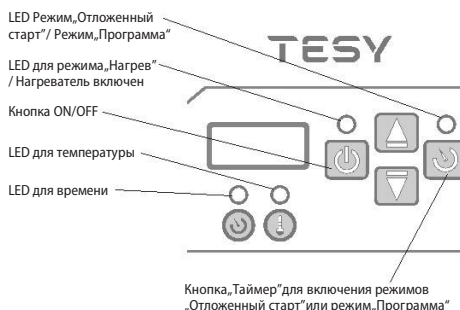 LED Режим„Отложенный
старт“/ Режим„Программа“
TESY
LED для режима„Нагрев”
/ Нагреватель включен
Кнопка ON/OFF
LED для температуры
LED для времени
Кнопка„Таймер”для включения режимов
„Отложенный старт”или режим„Программа“